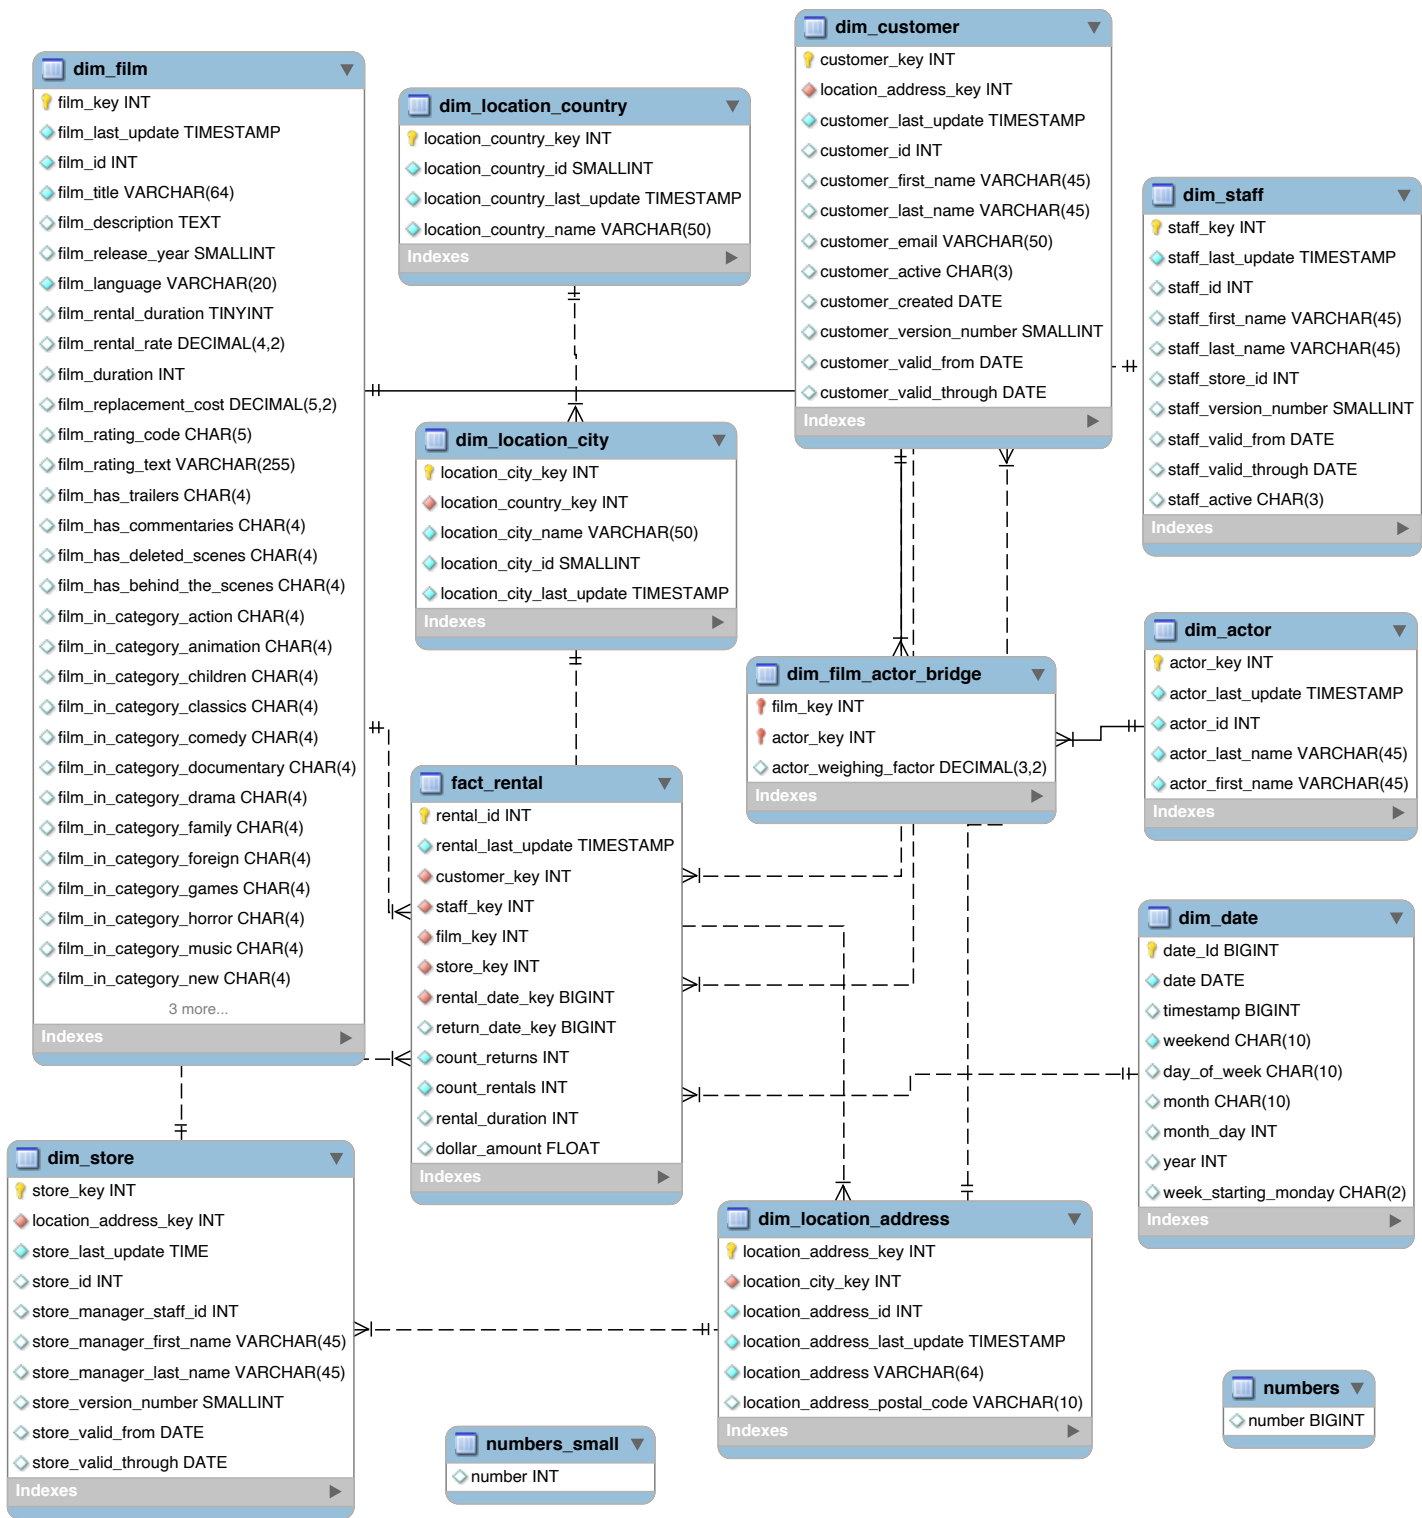 dim_film
film_key INT
film_last_update TIMESTAMP
film_id INT
film_title VARCHAR(64)
film_description TEXT
film_release_year SMALLINT
film_language VARCHAR(20)
film_rental_duration TINYINT
film_rental_rate DECIMAL(4,2)
film_duration INT
film_replacement_cost DECIMAL(5,2)
film_rating_code CHAR(5)
film_rating_text VARCHAR(255)
film_has_trailers CHAR(4)
film_has_commentaries CHAR(4)
film_has_deleted_scenes CHAR(4)
film_has_behind_the_scenes CHAR(4)
film_in_category_action CHAR(4)
film_in_category_animation CHAR(4)
film_in_category_children CHAR(4)
film_in_category_classics CHAR(4)
film_in_category_comedy CHAR(4)
film_in_category_documentary CHAR(4)
film_in_category_drama CHAR(4)
film_in_category_family CHAR(4)
film_in_category_foreign CHAR(4)
film_in_category_games CHAR(4)
film_in_category_horror CHAR(4)
film_in_category_music CHAR(4)
film_in_category_new CHAR(4)
3 more...
Indexes
dim_location_country
location_country_key INT
location_country_id SMALLINT
location_country_last_update TIMESTAMP
location_country_name VARCHAR(50)
Indexes
dim_customer
customer_key INT
location_address_key INT
customer_last_update TIMESTAMP
customer_id INT
customer_first_name VARCHAR(45)
customer_last_name VARCHAR(45)
customer_email VARCHAR(50)
customer_active CHAR(3)
customer_created DATE
customer_version_number SMALLINT
customer_valid_from DATE
customer_valid_through DATE
Indexes
dim_staff
staff_key INT
staff_last_update TIMESTAMP
staff_id INT
staff_first_name VARCHAR(45)
staff_last_name VARCHAR(45)
staff_store_id INT
staff_version_number SMALLINT
staff_valid_from DATE
staff_valid_through DATE
staff_active CHAR(3)
Indexes
dim_location_city
location_city_key INT
location_country_key INT
location_city_name VARCHAR(50)
location_city_id SMALLINT
location_city_last_update TIMESTAMP
Indexes
dim_film_actor_bridge
film_key INT
actor_key INT
actor_weighing_factor DECIMAL(3,2)
Indexes
dim_actor
actor_key INT
actor_last_update TIMESTAMP
actor_id INT
actor_last_name VARCHAR(45)
actor_first_name VARCHAR(45)
Indexes
fact_rental
rental_id INT
rental_last_update TIMESTAMP
customer_key INT
staff_key INT
film_key INT
store_key INT
rental_date_key BIGINT
return_date_key BIGINT
count_returns INT
count_rentals INT
rental_duration INT
dollar_amount FLOAT
Indexes
dim_date
date_Id BIGINT
date DATE
timestamp BIGINT
weekend CHAR(10)
day_of_week CHAR(10)
month CHAR(10)
month_day INT
year INT
week_starting_monday CHAR(2)
Indexes
dim_store
store_key INT
location_address_key INT
store_last_update TIME
store_id INT
store_manager_staff_id INT
store_manager_first_name VARCHAR(45)
store_manager_last_name VARCHAR(45)
store_version_number SMALLINT
store_valid_from DATE
store_valid_through DATE
Indexes
dim_location_address
location_address_key INT
location_city_key INT
location_address_id INT
location_address_last_update TIMESTAMP
location_address VARCHAR(64)
location_address_postal_code VARCHAR(10)
Indexes
numbers_small
number INT
numbers
number BIGINT